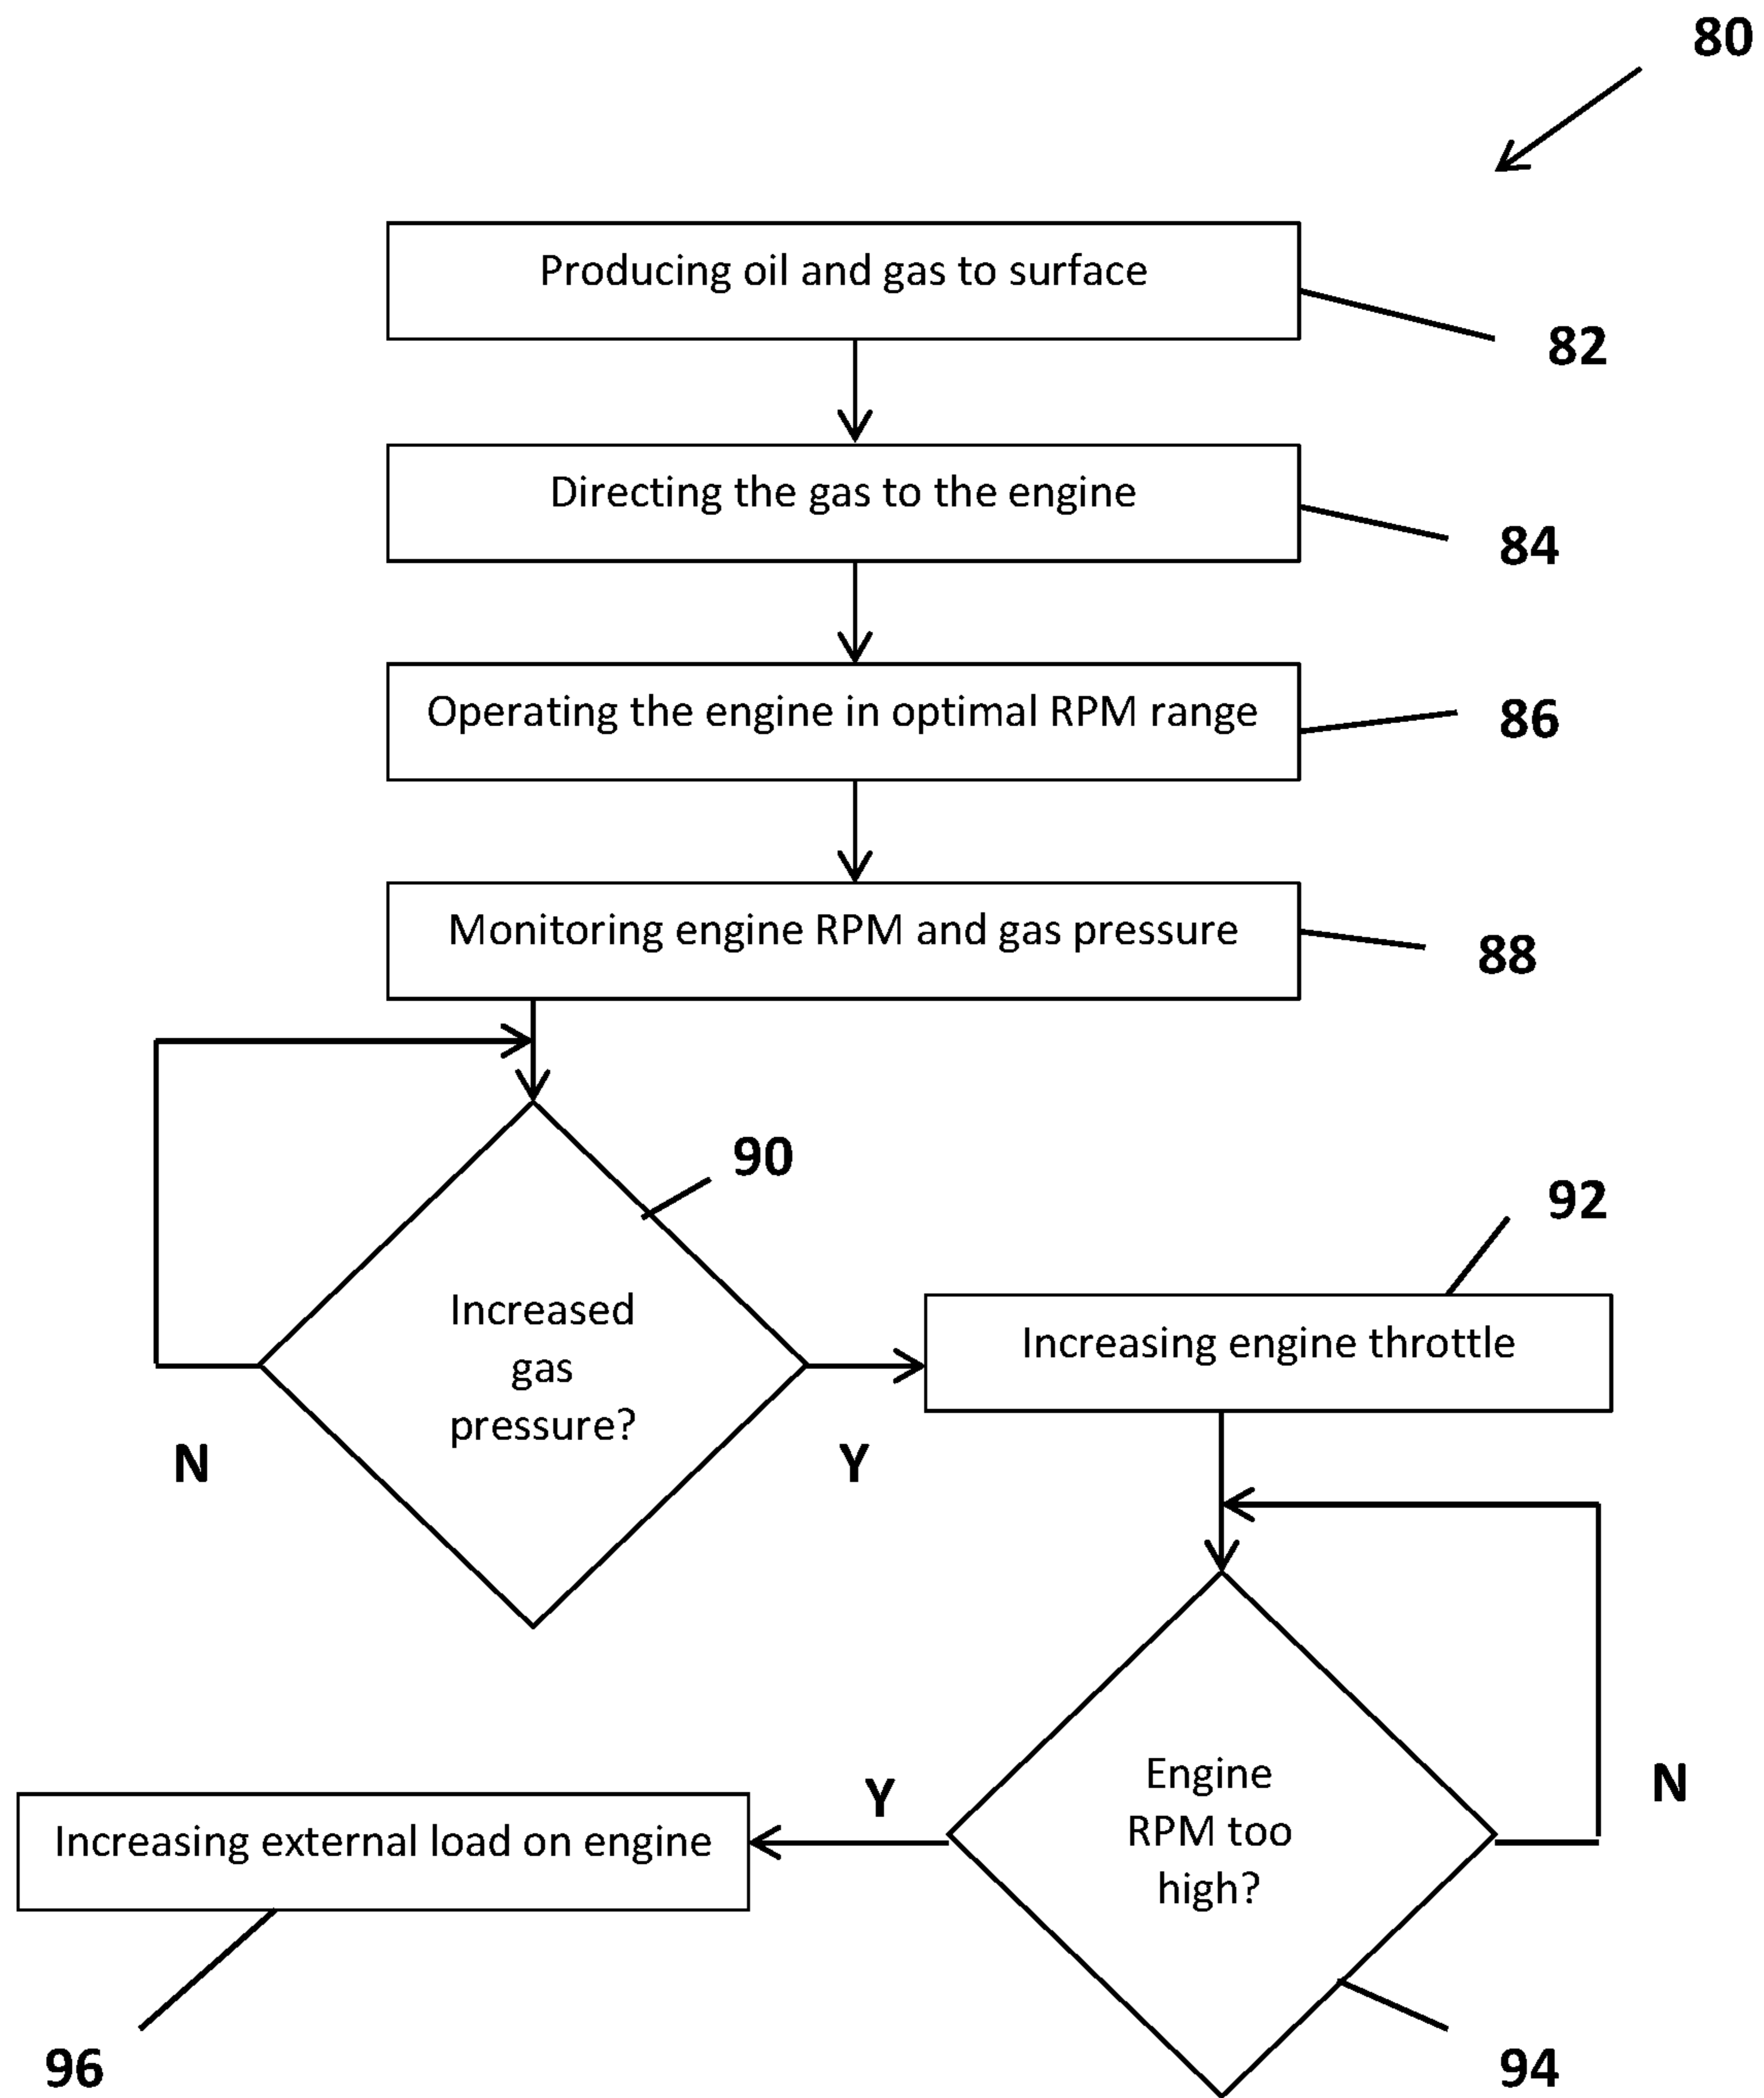 80
Producing oil and gas to surface
82
Directing the gas to the engine
84
Operating the engine in optimal RPM range
86
Monitoring engine RPM and gas pressure
88
90
Increased
gas
pressure?
N
Y
92
Increasing engine throttle
Engine
RPM too
high?
N
Y
Increasing external load on engine
96
94